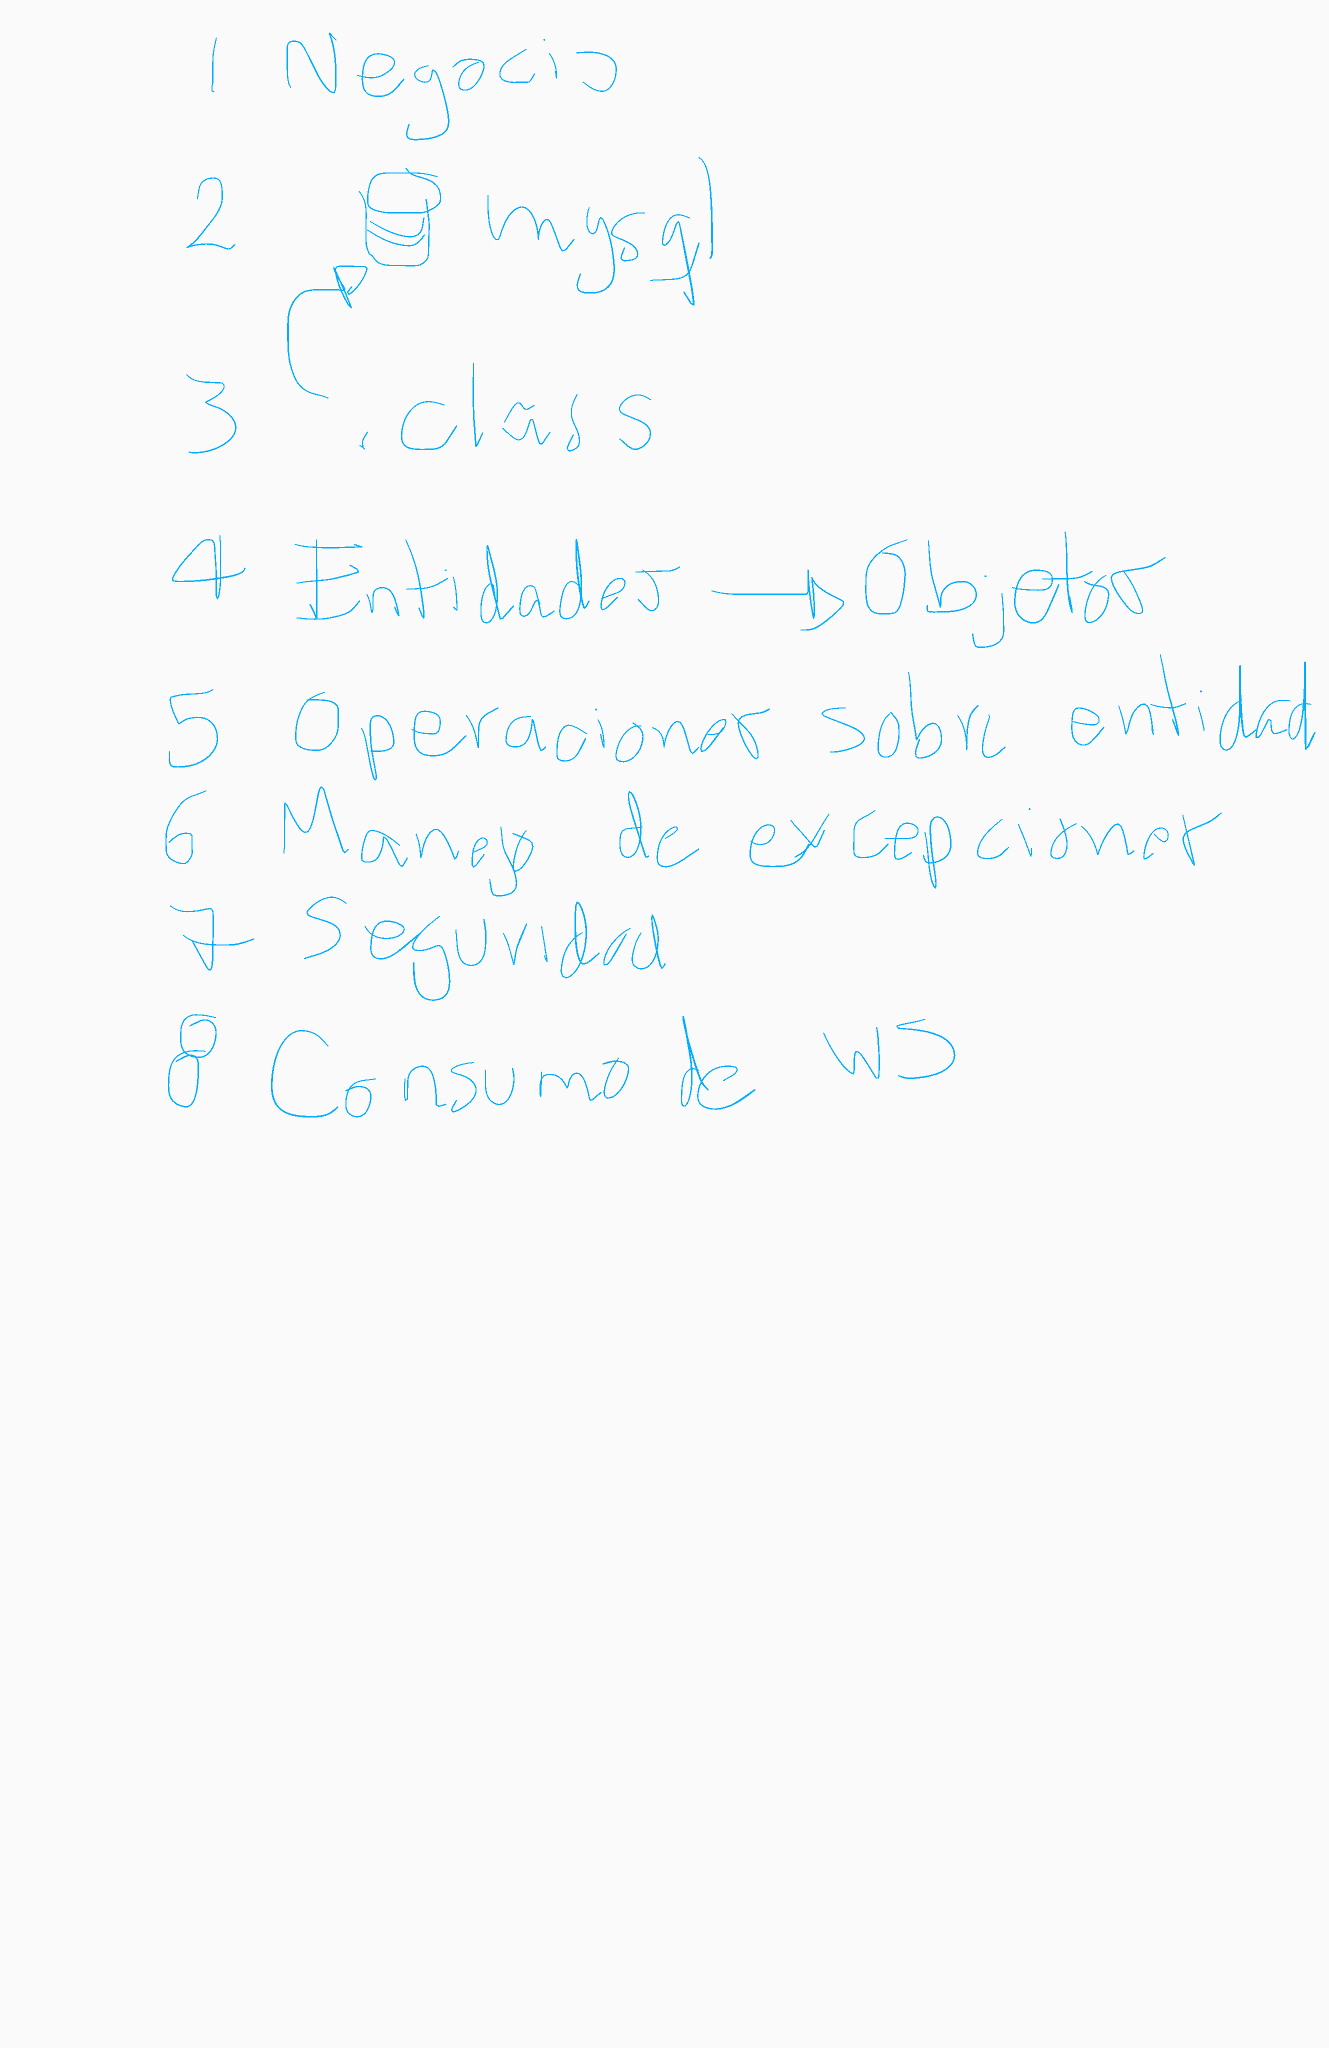 1 Negocio
2 mysql
3 .class
4 Entidades → Objetos
5 Operaciones sobre entidad
6 Manejo de excepciones
7 Seguridad
8 Consumo de WS